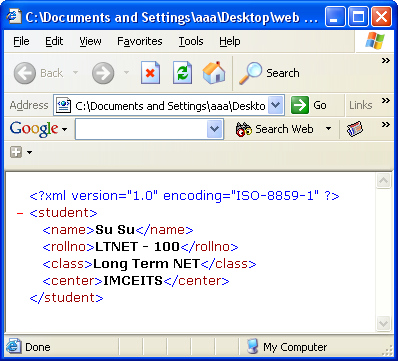 C:\Documents and Settings\aaa\Desktop\web ...
File Edit View Favorites Tools Help
Back Search
Address C:\Documents and Settings\aaa\Deskto Go Links
Google Search Web
<?xml version="1.0" encoding="ISO-8859-1" ?>
- <student>
<name>Su Su</name>
<rollno>LTNET - 100</rollno>
<class>Long Term NET</class>
<center>IMCEITS</center>
</student>
Done My Computer